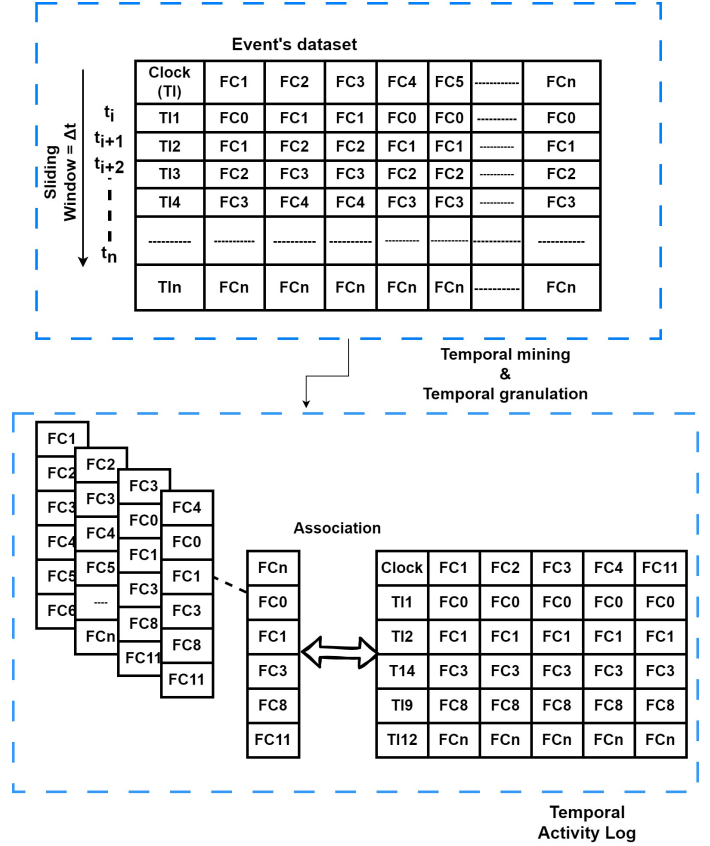 Event's dataset
Clock (TI) FC1 FC2 FC3 FC4 FC5 ----------- FCn
TI1 FC0 FC1 FC1 FC0 FC0 ---------- FC0
TI2 FC1 FC2 FC2 FC1 FC1 ---------- FC1
TI3 FC2 FC3 FC3 FC2 FC2 ---------- FC2
TI4 FC3 FC4 FC4 FC3 FC3 ---------- FC3
---------- ---------- ---------- ---------- ---------- ---------- ---------- ----------
TIn FCn FCn FCn FCn FCn ---------- FCn
Sliding
Window = Δt
ti
ti+1
ti+2
tn
Temporal mining
&
Temporal granulation
FC1
FC2
FC3
FC4
FC5
FC6
FC2
FC3
FC4
FC5
----
FCn
FC3
FC0
FC1
FC3
FC8
FC11
FC4
FC0
FC1
FC3
FC8
FC11
Association
FCn
FC0
FC1
FC3
FC8
FC11
Clock FC1 FC2 FC3 FC4 FC11
TI1 FC0 FC0 FC0 FC0 FC0
TI2 FC1 FC1 FC1 FC1 FC1
T14 FC3 FC3 FC3 FC3 FC3
TI9 FC8 FC8 FC8 FC8 FC8
TI12 FCn FCn FCn FCn FCn
Temporal
Activity Log